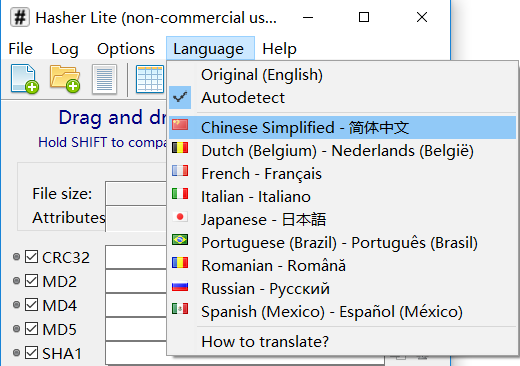 Hasher Lite (non-commercial us...
File Log Options Language Help
Original (English)
Autodetect
Chinese Simplified - 简体中文
Dutch (Belgium) - Nederlands (België)
French - Français
Italian - Italiano
Japanese - 日本語
Portuguese (Brazil) - Português (Brasil)
Romanian - Română
Russian - Русский
Spanish (Mexico) - Español (México)
How to translate?
Drag and dr
Hold SHIFT to compa
File size:
Attributes
CRC32
MD2
MD4
MD5
SHA1